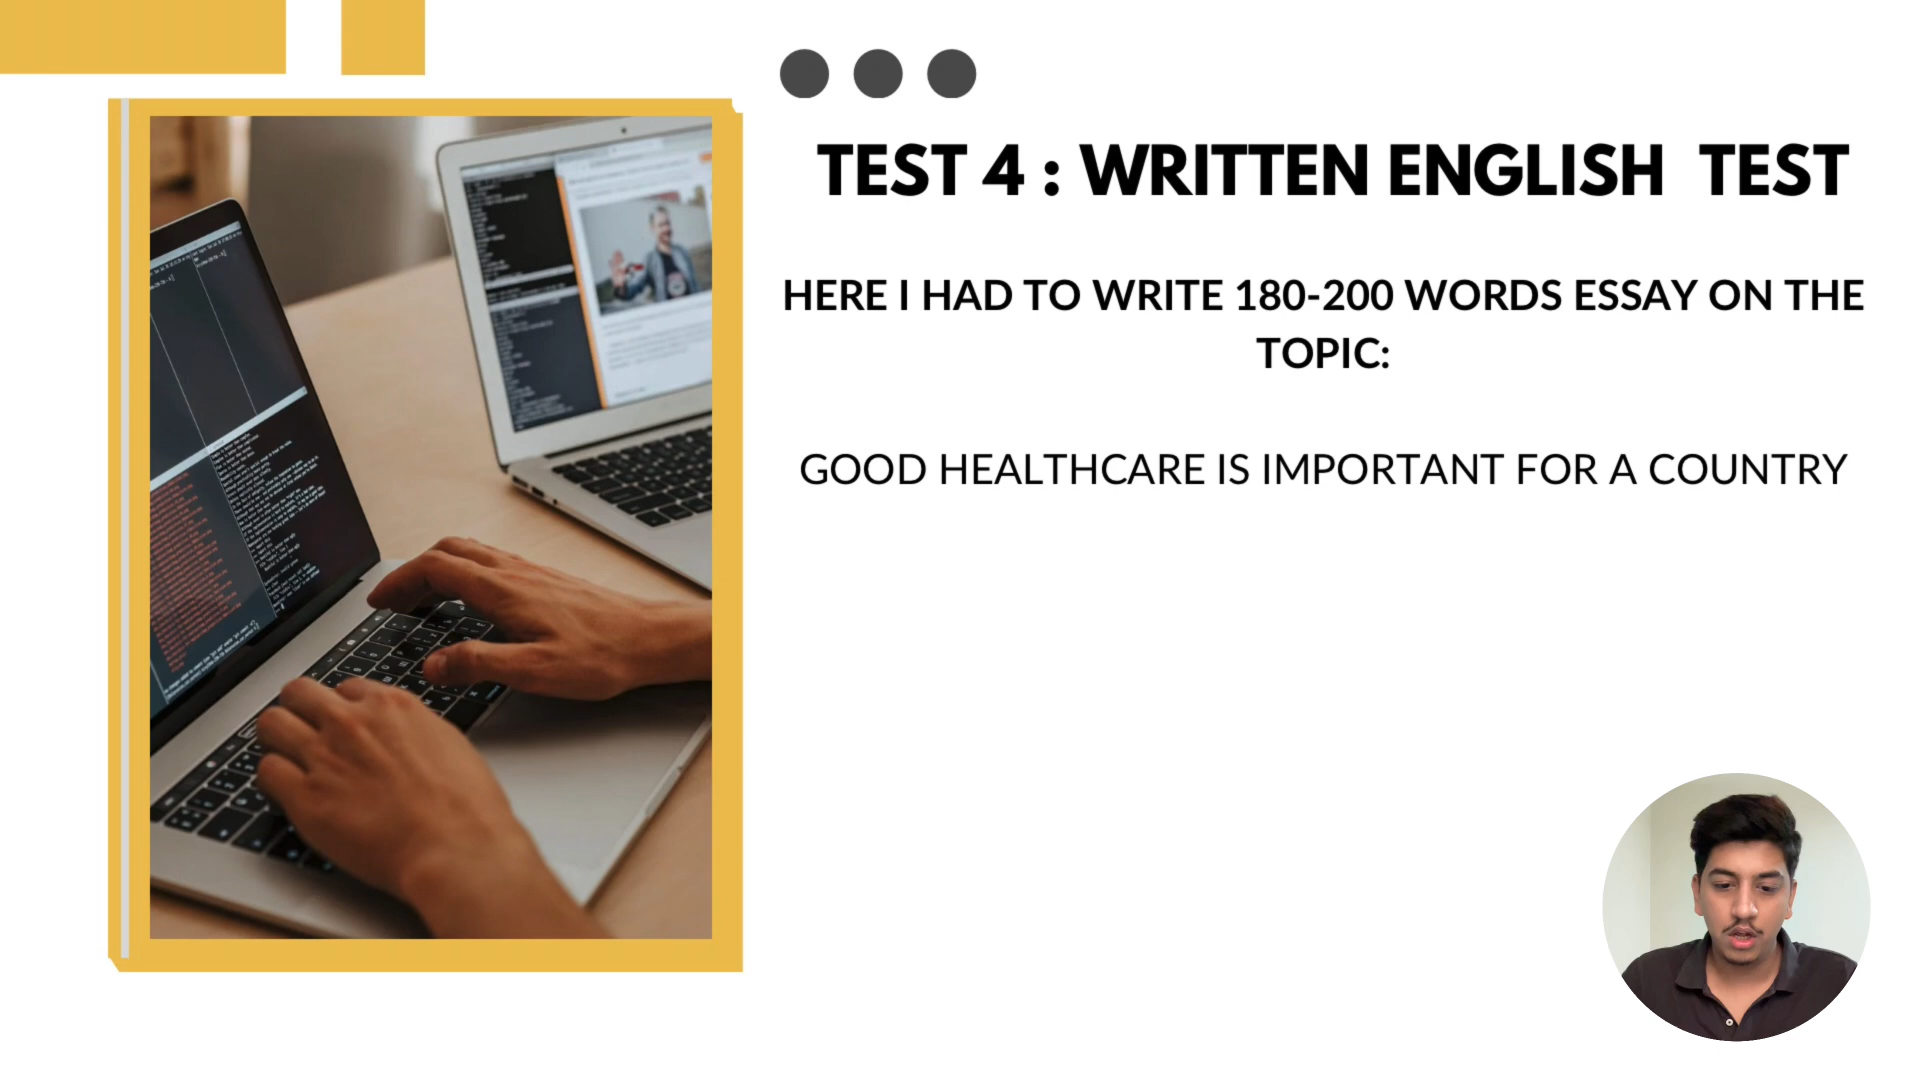 TEST 4 : WRITTEN ENGLISH TEST
HERE I HAD TO WRITE 180-200 WORDS ESSAY ON THE
TOPIC:
GOOD HEALTHCARE IS IMPORTANT FOR A COUNTRY